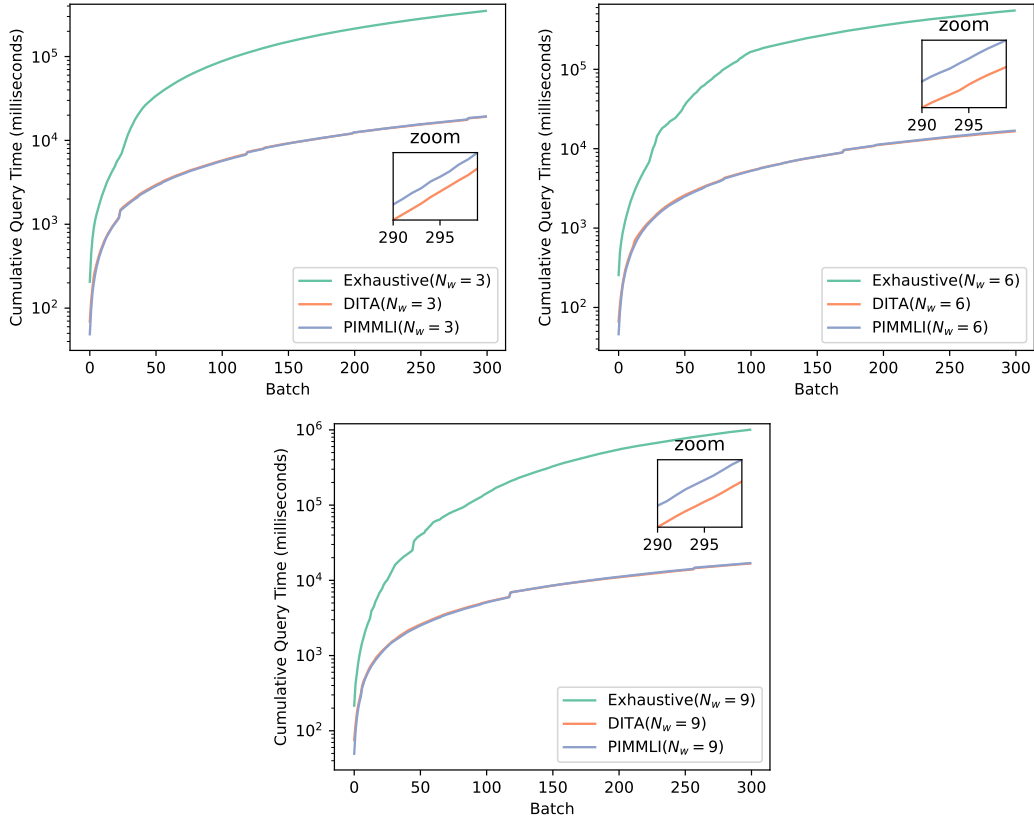 Cumulative Query Time (milliseconds)
10^5
10^4
10^3
10^2
zoom
290 295
0 50 100 150 200 250 300
Batch
Exhaustive(N_w = 3)
DITA(N_w = 3)
PIMMLI(N_w = 3)
Cumulative Query Time (milliseconds)
10^5
10^4
10^3
10^2
zoom
290 295
0 50 100 150 200 250 300
Batch
Exhaustive(N_w = 6)
DITA(N_w = 6)
PIMMLI(N_w = 6)
Cumulative Query Time (milliseconds)
10^6
10^5
10^4
10^3
10^2
zoom
290 295
0 50 100 150 200 250 300
Batch
Exhaustive(N_w = 9)
DITA(N_w = 9)
PIMMLI(N_w = 9)